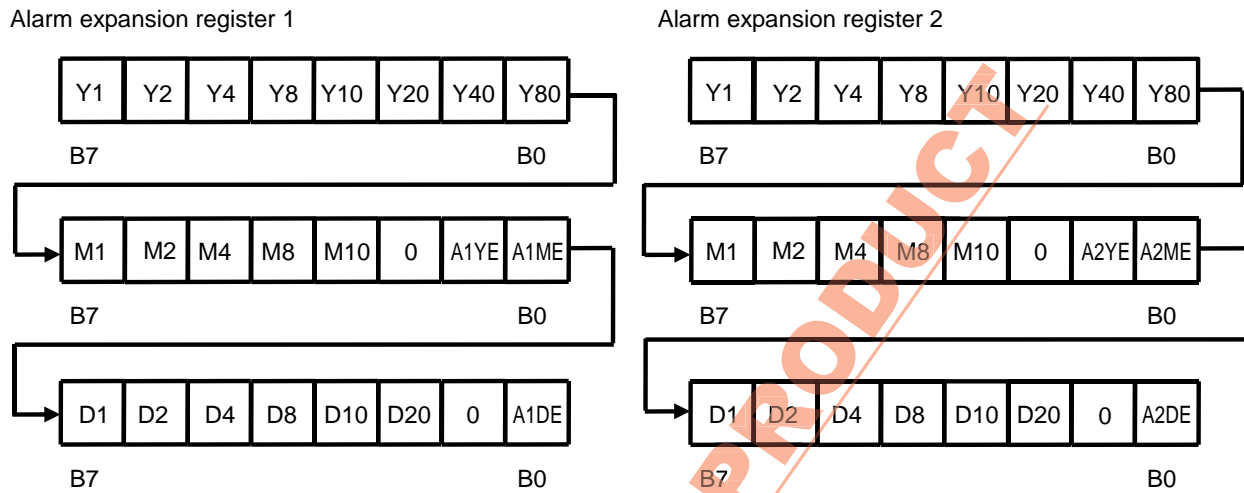 Alarm expansion register 1
Y1 Y2 Y4 Y8 Y10 Y20 Y40 Y80
B7 B0
M1 M2 M4 M8 M10 0 A1YE A1ME
B7 B0
D1 D2 D4 D8 D10 D20 0 A1DE
B7 B0
Alarm expansion register 2
Y1 Y2 Y4 Y8 Y10 Y20 Y40 Y80
B7 B0
M1 M2 M4 M8 M10 0 A2YE A2ME
B7 B0
D1 D2 D4 D8 D10 D20 0 A2DE
B7 B0
PRODUCT